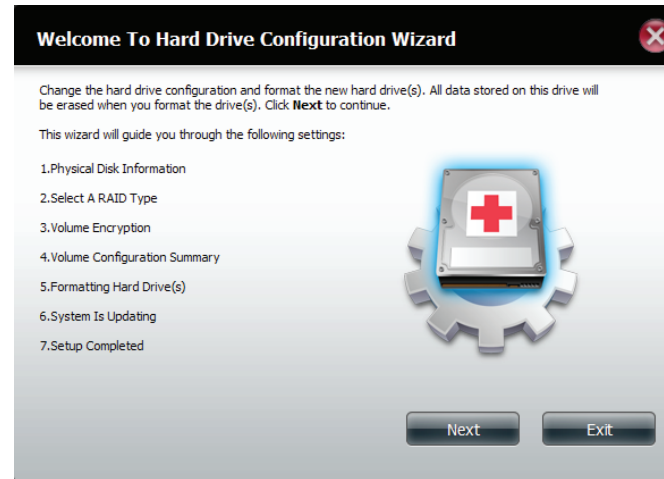 Welcome To Hard Drive Configuration Wizard
Change the hard drive configuration and format the new hard drive(s). All data stored on this drive will
be erased when you format the drive(s). Click Next to continue.
This wizard will guide you through the following settings:
1.Physical Disk Information
2.Select A RAID Type
3.Volume Encryption
4.Volume Configuration Summary
5.Formatting Hard Drive(s)
6.System Is Updating
7.Setup Completed
Next
Exit